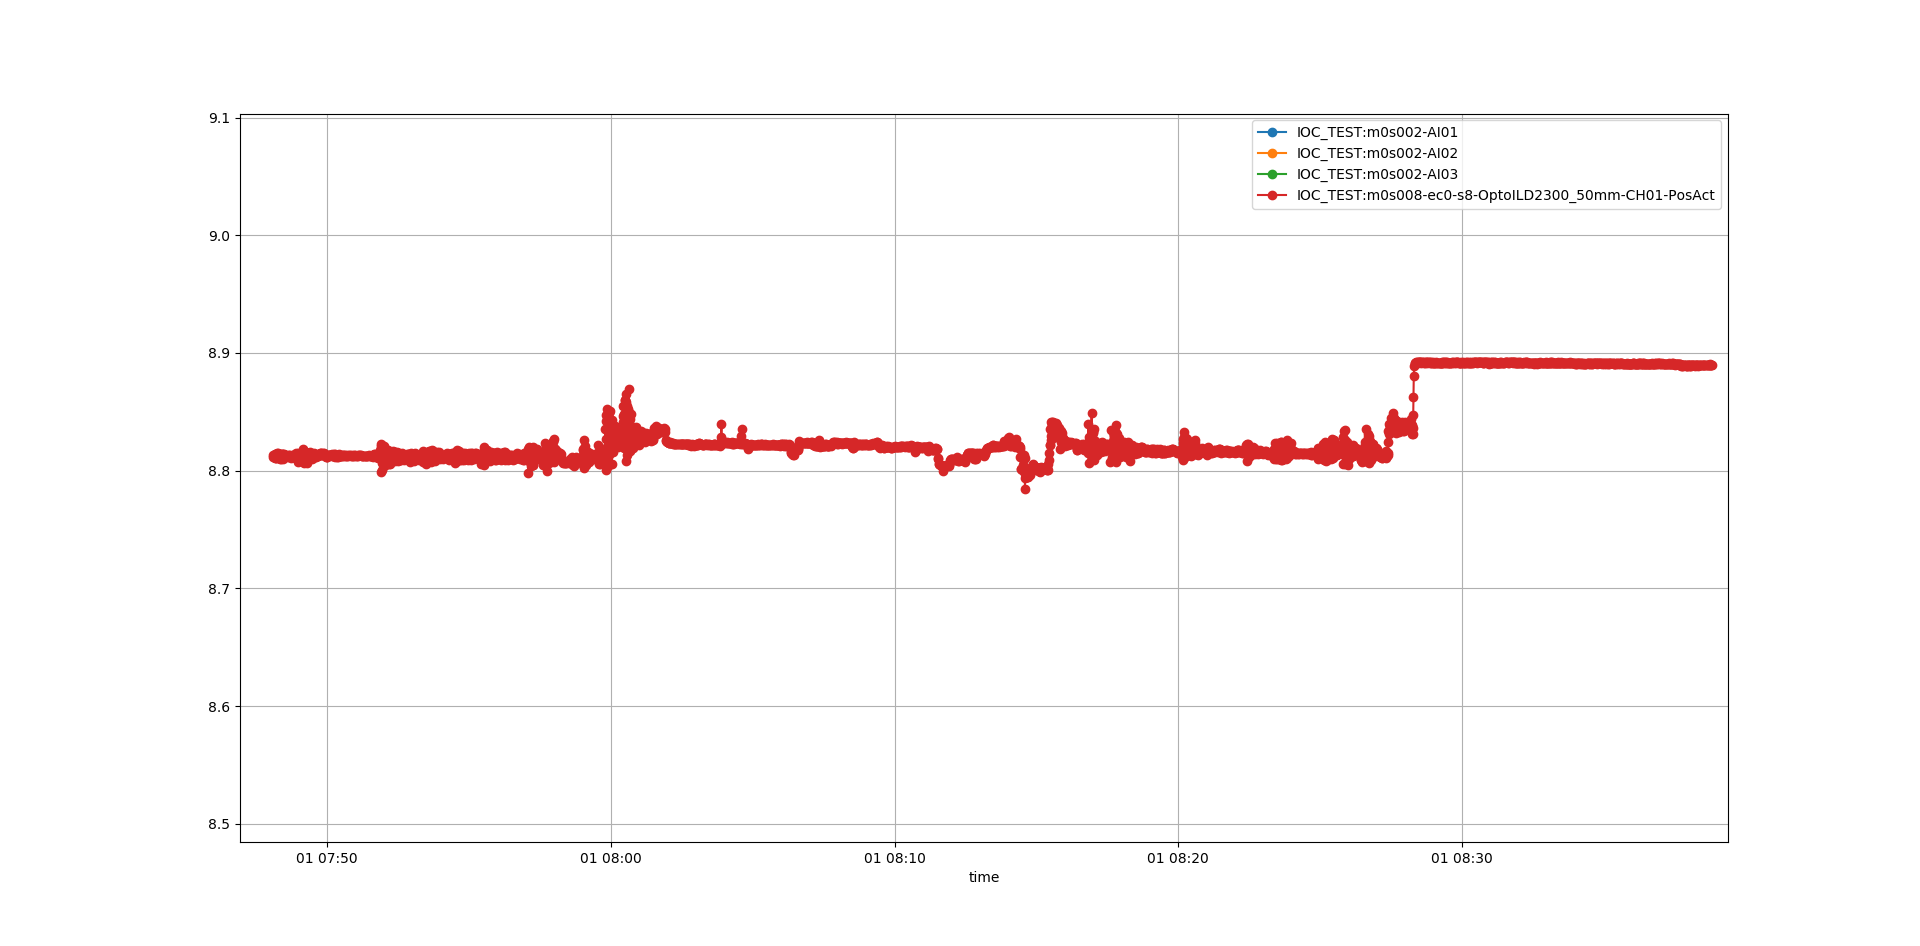 9.1
9.0
8.9
8.8
8.7
8.6
8.5
IOC_TEST:m0s002-AI01
IOC_TEST:m0s002-AI02
IOC_TEST:m0s002-AI03
IOC_TEST:m0s008-ec0-s8-OptoILD2300_50mm-CH01-PosAct
01 07:50 01 08:00 01 08:10 01 08:20 01 08:30
time